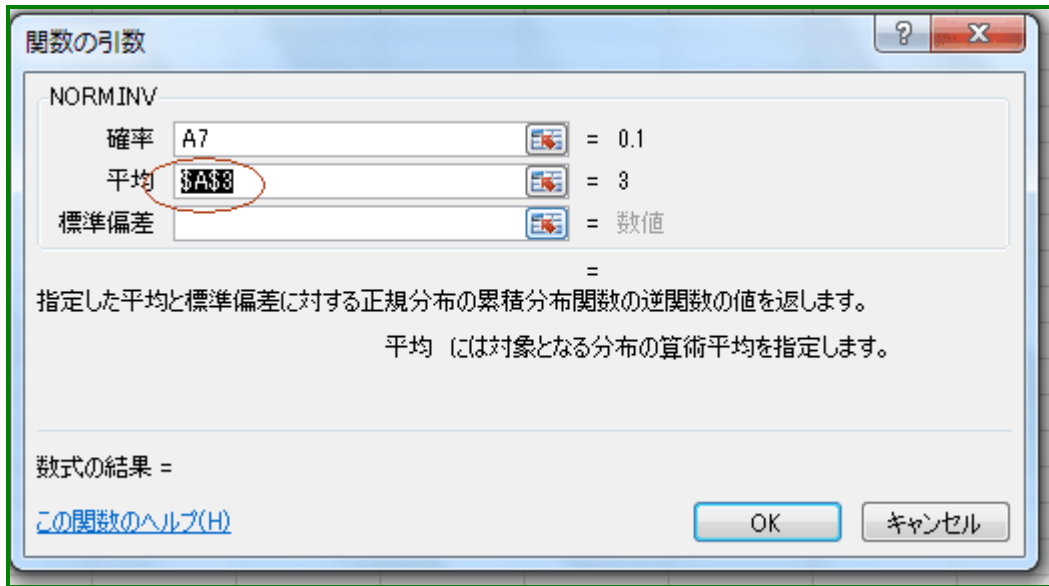 関数の引数
NORMINV
確率 A7 = 0.1
平均 $A$3 = 3
標準偏差 = 数値
=
指定した平均と標準偏差に対する正規分布の累積分布関数の逆関数の値を返します。
平均 には対象となる分布の算術平均を指定します。
数式の結果 =
この関数のヘルプ(H) OK キャンセル